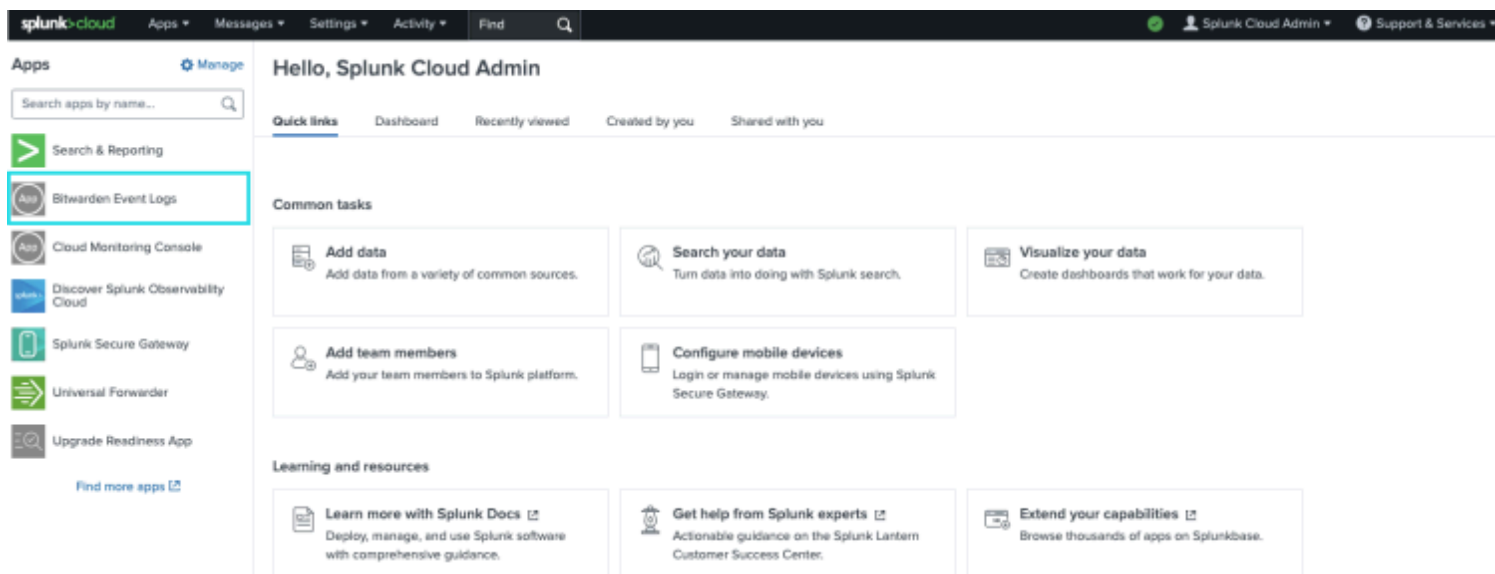 splunk>cloud Apps Messages Settings Activity Find Splunk Cloud Admin Support & Services
Apps Manage
Search apps by name...
Search & Reporting
App Bitwarden Event Logs
App Cloud Monitoring Console
splunk> Discover Splunk Observability
Cloud
Splunk Secure Gateway
Universal Forwarder
Upgrade Readiness App
Find more apps
Hello, Splunk Cloud Admin
Quick links Dashboard Recently viewed Created by you Shared with you
Common tasks
Add data
Add data from a variety of common sources.
Search your data
Turn data into doing with Splunk search.
Visualize your data
Create dashboards that work for your data.
Add team members
Add your team members to Splunk platform.
Configure mobile devices
Login or manage mobile devices using Splunk
Secure Gateway.
Learning and resources
Learn more with Splunk Docs
Deploy, manage, and use Splunk software
with comprehensive guidance.
Get help from Splunk experts
Actionable guidance on the Splunk Lantern
Customer Success Center.
Extend your capabilities
Browse thousands of apps on Splunkbase.